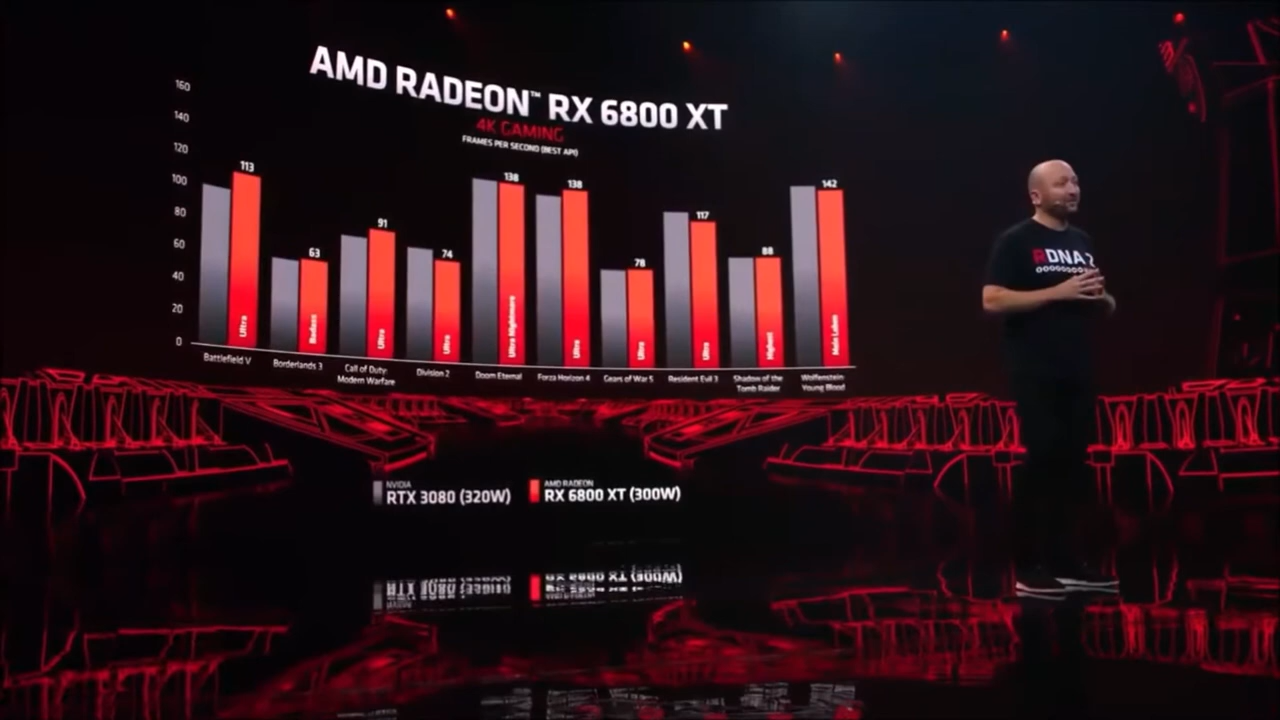 AMD RADEON™ RX 6800 XT
4K GAMING
FRAMES PER SECOND (BEST API)
160
140
120
100
80
60
40
20
0
113
63
91
74
138
138
78
117
88
142
Ultra
Badass
Ultra
Ultra
Ultra Nightmare
Ultra
Ultra
Ultra
Highest
Mein Leben
Battlefield V
Borderlands 3
Call of Duty:
Modern Warfare
Division 2
Doom Eternal
Forza Horizon 4
Gears of War 5
Resident Evil 3
Shadow of the
Tomb Raider
Wolfenstein:
Young Blood
RDNA 2
NVIDIA
RTX 3080 (320W)
AMD RADEON
RX 6800 XT (300W)